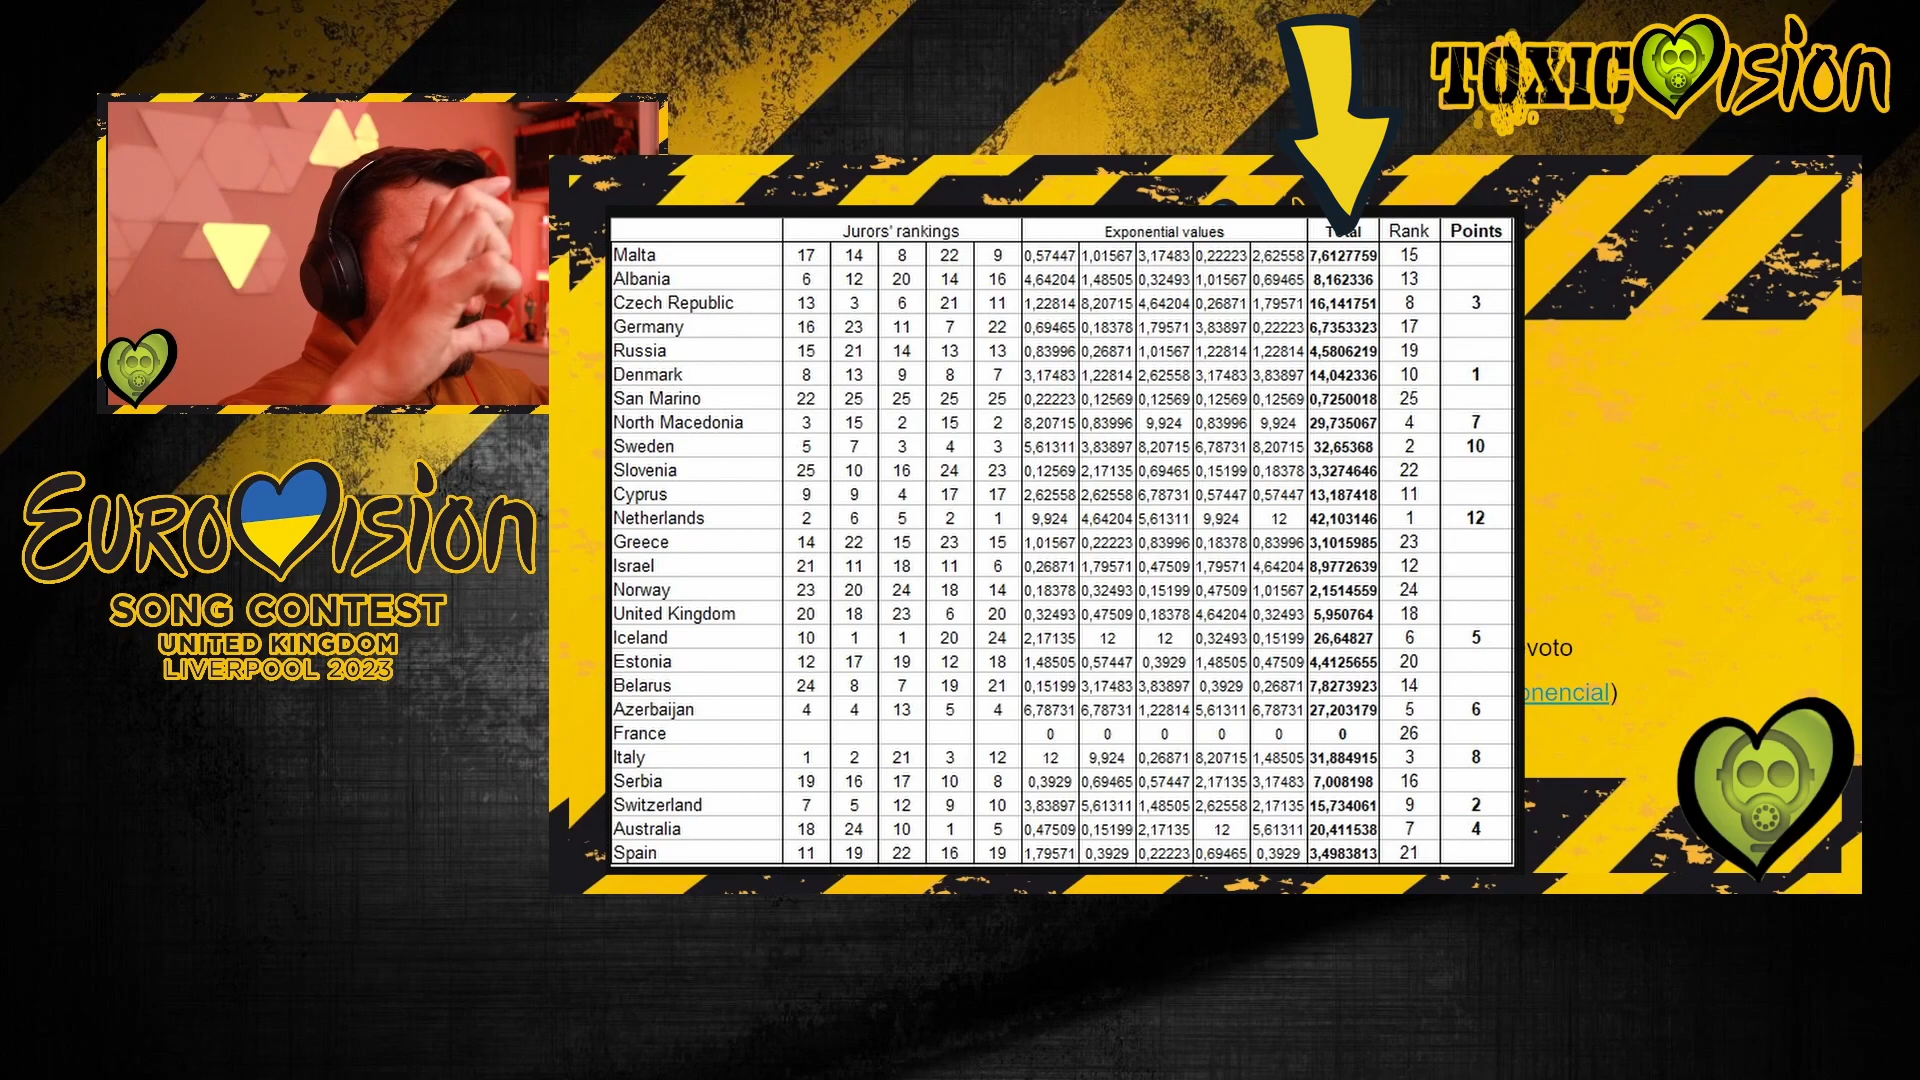 TOXICVISION
Jurors' rankings Exponential values Rank Points
Malta 17 14 8 22 9 0,57447 1,01567 3,17483 0,22223 2,62558 7,6127759 15
Albania 6 12 20 14 16 4,64204 1,48505 0,32493 1,01567 0,69465 8,162336 13
Czech Republic 13 3 6 21 11 1,22814 8,20715 4,64204 0,26871 1,79571 16,141751 8 3
Germany 16 23 11 7 22 0,69465 0,18378 1,79571 3,83897 0,22223 6,7353323 17
Russia 15 21 14 13 13 0,83996 0,26871 1,01567 1,22814 1,22814 4,5806219 19
Denmark 8 13 9 8 7 3,17483 1,22814 2,62558 3,17483 3,83897 14,042336 10 1
San Marino 22 25 25 25 25 0,22223 0,12569 0,12569 0,12569 0,12569 0,7250018 25
North Macedonia 3 15 2 15 2 8,20715 0,83996 9,924 0,83996 9,924 29,735067 4 7
Sweden 5 7 3 4 3 5,61311 3,83897 8,20715 6,78731 8,20715 32,65368 2 10
Slovenia 25 10 16 24 23 0,12569 2,17135 0,69465 0,15199 0,18378 3,3274646 22
Cyprus 9 9 4 17 17 2,62558 2,62558 6,78731 0,57447 0,57447 13,187418 11
Netherlands 2 6 5 2 1 9,924 4,64204 5,61311 9,924 12 42,103146 1 12
Greece 14 22 15 23 15 1,01567 0,22223 0,83996 0,18378 0,83996 3,1015985 23
Israel 21 11 18 11 6 0,26871 1,79571 0,47509 1,79571 4,64204 8,9772639 12
Norway 23 20 24 18 14 0,18378 0,32493 0,15199 0,47509 1,01567 2,1514559 24
United Kingdom 20 18 23 6 20 0,32493 0,47509 0,18378 4,64204 0,32493 5,950764 18
Iceland 10 1 1 20 24 2,17135 12 12 0,32493 0,15199 26,64827 6 5
Estonia 12 17 19 12 18 1,48505 0,57447 0,3929 1,48505 0,47509 4,4125655 20
Belarus 24 8 7 19 21 0,15199 3,17483 3,83897 0,3929 0,26871 7,8273923 14
Azerbaijan 4 4 13 5 4 6,78731 6,78731 1,22814 5,61311 6,78731 27,203179 5 6
France 0 0 0 0 0 0 26
Italy 1 2 21 3 12 12 9,924 0,26871 8,20715 1,48505 31,884915 3 8
Serbia 19 16 17 10 8 0,3929 0,69465 0,57447 2,17135 3,17483 7,008198 16
Switzerland 7 5 12 9 10 3,83897 5,61311 1,48505 2,62558 2,17135 15,734061 9 2
Australia 18 24 10 1 5 0,47509 0,15199 2,17135 12 5,61311 20,411538 7 4
Spain 11 19 22 16 19 1,79571 0,3929 0,22223 0,69465 0,3929 3,4983813 21
voto
onencial)
EUROVISION
SONG CONTEST
UNITED KINGDOM
LIVERPOOL 2023